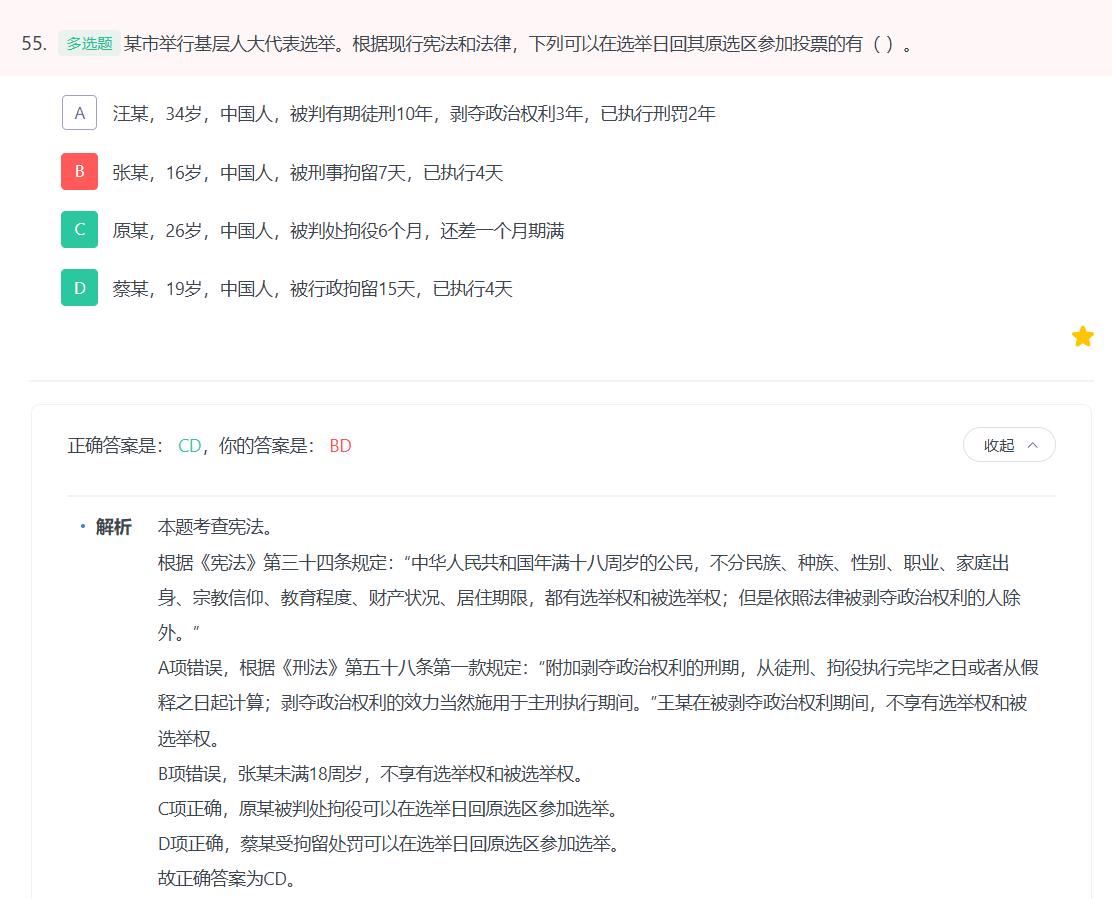 55. 多选题 某市举行基层人大代表选举。根据现行宪法和法律，下列可以在选举日回其原选区参加投票的有（ ）。
A 汪某，34岁，中国人，被判有期徒刑10年，剥夺政治权利3年，已执行刑罚2年
B 张某，16岁，中国人，被刑事拘留7天，已执行4天
C 原某，26岁，中国人，被判处拘役6个月，还差一个月期满
D 蔡某，19岁，中国人，被行政拘留15天，已执行4天
正确答案是： CD，你的答案是： BD
收起
解析 本题考查宪法。
根据《宪法》第三十四条规定：“中华人民共和国年满十八周岁的公民，不分民族、种族、性别、职业、家庭出
身、宗教信仰、教育程度、财产状况、居住期限，都有选举权和被选举权；但是依照法律被剥夺政治权利的人除
外。”
A项错误，根据《刑法》第五十八条第一款规定：“附加剥夺政治权利的刑期，从徒刑、拘役执行完毕之日或者从假
释之日起计算；剥夺政治权利的效力当然施用于主刑执行期间。”王某在被剥夺政治权利期间，不享有选举权和被
选举权。
B项错误，张某未满18周岁，不享有选举权和被选举权。
C项正确，原某被判处拘役可以在选举日回原选区参加选举。
D项正确，蔡某受拘留处罚可以在选举日回原选区参加选举。
故正确答案为CD。